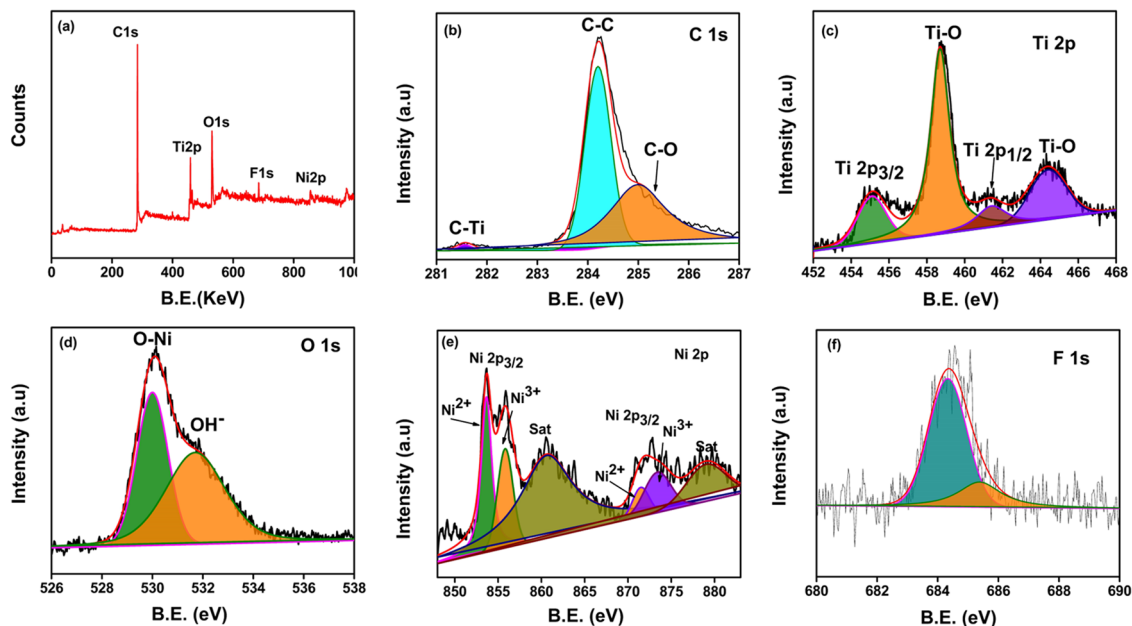 (a)
C1s
Ti2p
O1s
F1s
Ni2p
Counts
0 200 400 600 800 100
B.E.(KeV)
(b)
C-C
C 1s
C-O
C-Ti
Intensity (a.u)
281 282 283 284 285 286 287
B.E. (eV)
(c)
Ti-O
Ti 2p
Ti 2p3/2
Ti 2p1/2
Ti-O
Intensity (a.u)
452 454 456 458 460 462 464 466 468
B.E. (eV)
(d)
O-Ni
O 1s
OH⁻
Intensity (a.u)
526 528 530 532 534 536 538
B.E. (eV)
(e)
Ni 2p3/2
Ni 2p
Ni2+
Ni3+
Sat
Ni 2p3/2
Ni3+
Ni2+
Sat
Intensity (a.u)
850 860 870 880
B.E. (eV)
(f)
F 1s
Intensity (a.u)
680 682 684 686 688 690
B.E. (eV)